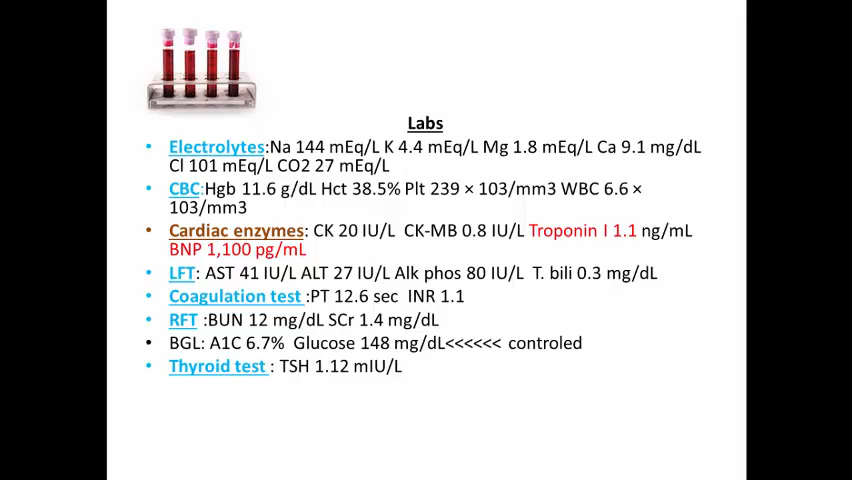 Labs
• Electrolytes:Na 144 mEq/L K 4.4 mEq/L Mg 1.8 mEq/L Ca 9.1 mg/dL
Cl 101 mEq/L CO2 27 mEq/L
• CBC:Hgb 11.6 g/dL Hct 38.5% Plt 239 × 103/mm3 WBC 6.6 ×
103/mm3
• Cardiac enzymes: CK 20 IU/L CK-MB 0.8 IU/L Troponin I 1.1 ng/mL
BNP 1,100 pg/mL
• LFT: AST 41 IU/L ALT 27 IU/L Alk phos 80 IU/L T. bili 0.3 mg/dL
• Coagulation test :PT 12.6 sec INR 1.1
• RFT :BUN 12 mg/dL SCr 1.4 mg/dL
• BGL: A1C 6.7% Glucose 148 mg/dL<<<<<< controled
• Thyroid test : TSH 1.12 mIU/L